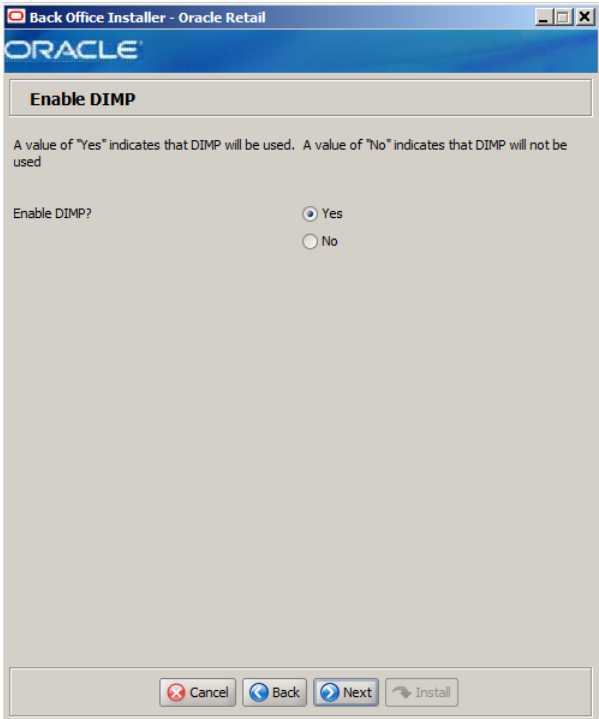 Back Office Installer - Oracle Retail
ORACLE
Enable DIMP
A value of "Yes" indicates that DIMP will be used. A value of "No" indicates that DIMP will not be
used
Enable DIMP?
Yes
No
Cancel Back Next Install